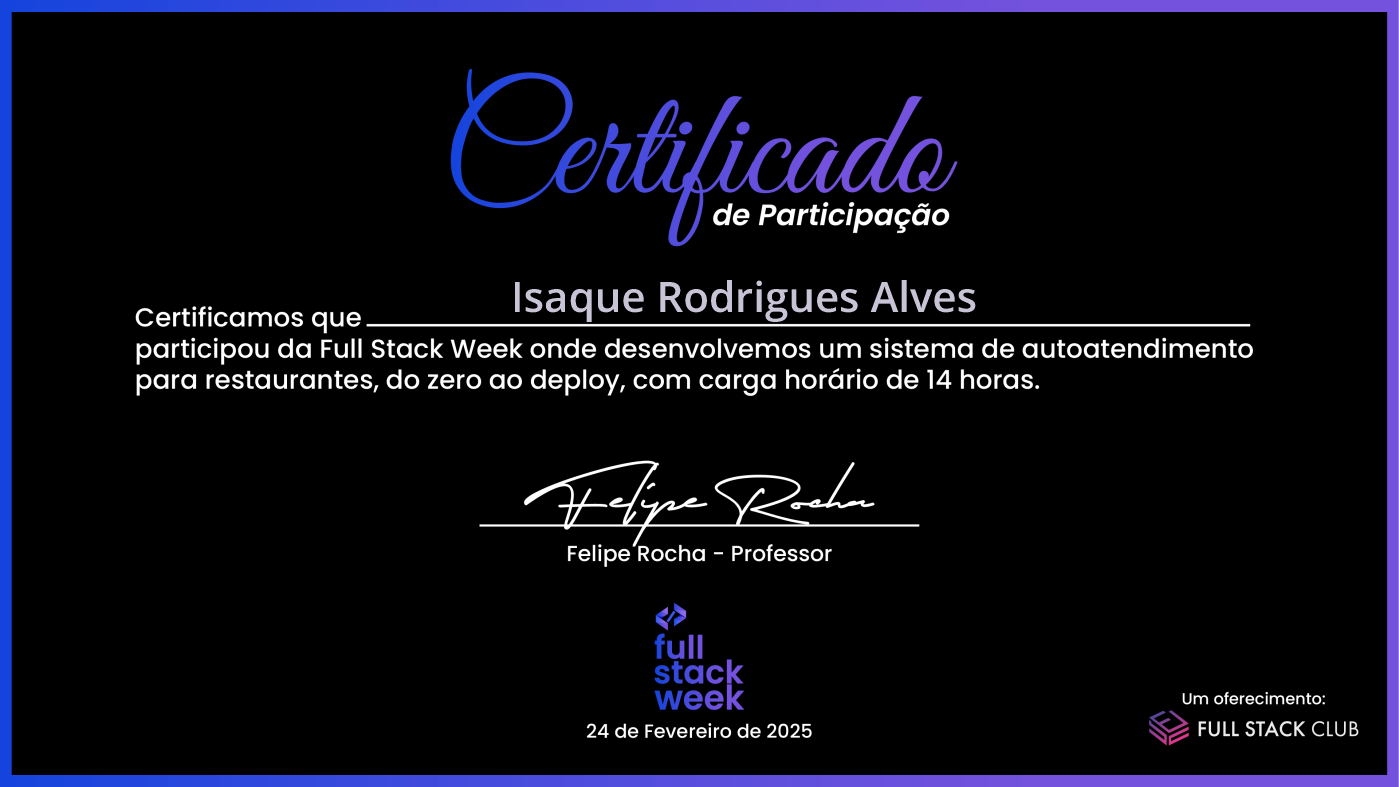 Certificado
de Participação
Isaque Rodrigues Alves
Certificamos que
participou da Full Stack Week onde desenvolvemos um sistema de autoatendimento
para restaurantes, do zero ao deploy, com carga horário de 14 horas.
Felipe Rocha
Felipe Rocha - Professor
full
stack
week
24 de Fevereiro de 2025
Um oferecimento:
FULL STACK CLUB